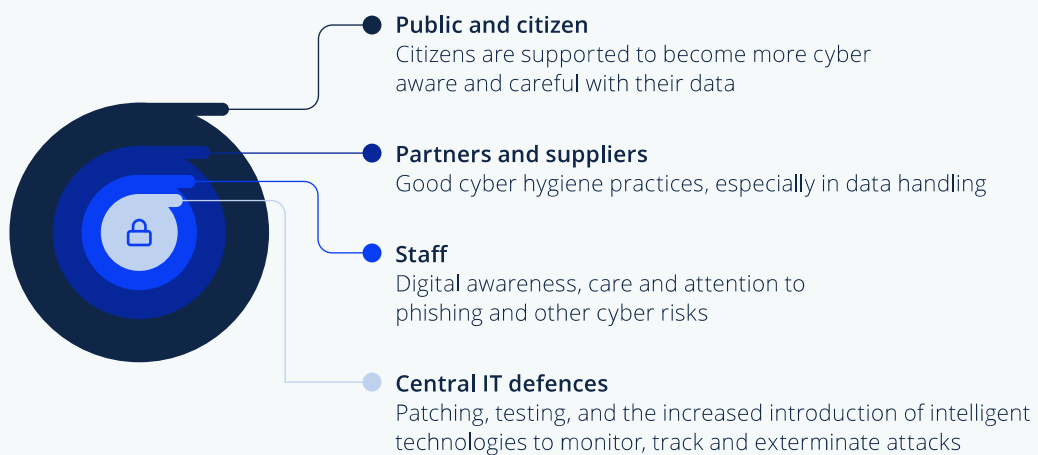 Public and citizen
Citizens are supported to become more cyber
aware and careful with their data
Partners and suppliers
Good cyber hygiene practices, especially in data handling
Staff
Digital awareness, care and attention to
phishing and other cyber risks
Central IT defences
Patching, testing, and the increased introduction of intelligent
technologies to monitor, track and exterminate attacks